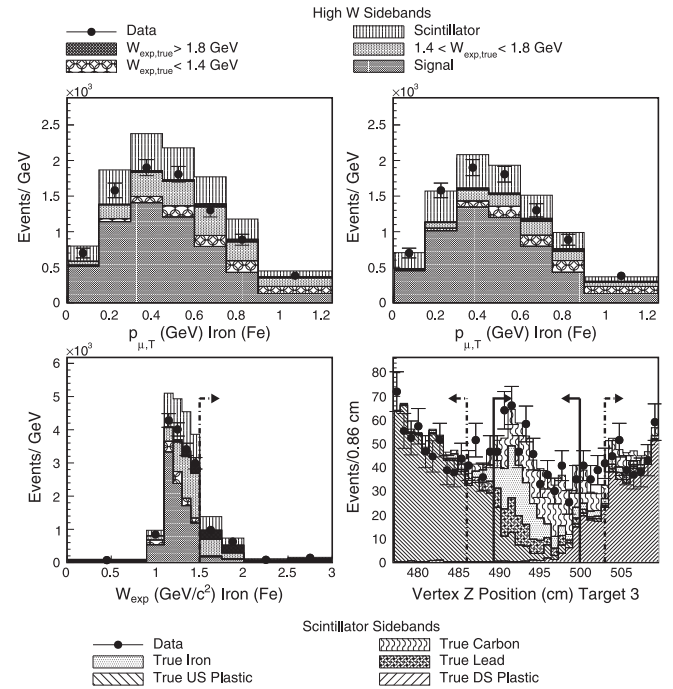 High W Sidebands
Data
Scintillator
W_exp,true > 1.8 GeV
1.4 < W_exp,true < 1.8 GeV
W_exp,true < 1.4 GeV
Signal
×10³
Events/ GeV
2.5
2
1.5
1
0.5
0
0 0.2 0.4 0.6 0.8 1 1.2
p_μ,T (GeV) Iron (Fe)
×10³
Events/ GeV
2.5
2
1.5
1
0.5
0
0 0.2 0.4 0.6 0.8 1 1.2
p_μ,T (GeV) Iron (Fe)
×10³
Events/ GeV
6
5
4
3
2
1
0
0 0.5 1 1.5 2 2.5 3
W_exp (GeV/c²) Iron (Fe)
Events/0.86 cm
80
70
60
50
40
30
20
10
0
480 485 490 495 500 505
Vertex Z Position (cm) Target 3
Scintillator Sidebands
Data
True Carbon
True Iron
True Lead
True US Plastic
True DS Plastic